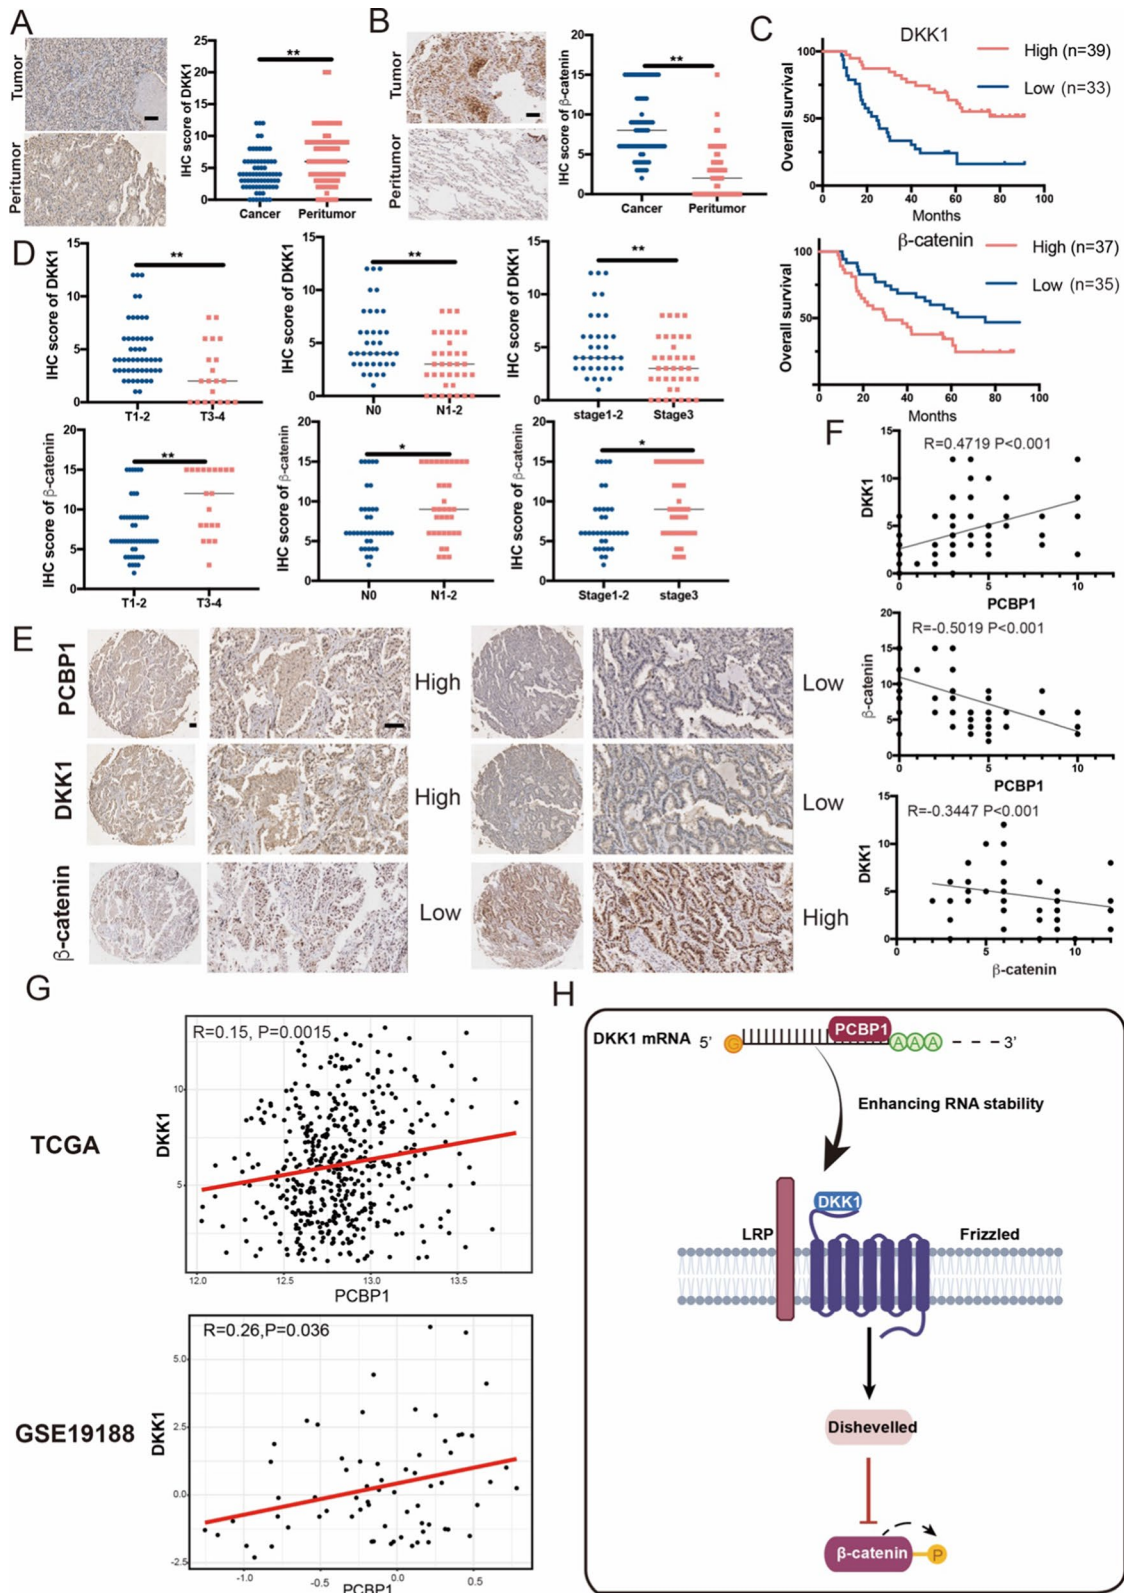 A
Tumor
Peritumor
IHC score of DKK1
25
20
15
10
5
0
**
Cancer
Peritumor
B
Tumor
Peritumor
IHC score of β-catenin
20
15
10
5
0
**
Cancer
Peritumor
C
DKK1
Overall survival
100
50
High (n=39)
Low (n=33)
0 20 40 60 80 100
Months
β-catenin
Overall survival
100
50
High (n=37)
Low (n=35)
0 20 40 60 80 100
Months
D
IHC score of DKK1
15
10
5
0
**
T1-2
T3-4
IHC score of DKK1
15
10
5
0
**
N0
N1-2
IHC score of DKK1
15
10
5
0
**
stage1-2
Stage3
IHC score of β-catenin
20
15
10
5
0
**
T1-2
T3-4
IHC score of β-catenin
20
15
10
5
0
*
N0
N1-2
IHC score of β-catenin
20
15
10
5
0
*
Stage1-2
stage3
E
PCBP1
High
Low
DKK1
High
Low
β-catenin
Low
High
F
R=0.4719 P<0.001
DKK1
15
10
5
0
0 5 10
PCBP1
R=-0.5019 P<0.001
β-catenin
20
15
10
5
0
0 5 10
PCBP1
R=-0.3447 P<0.001
DKK1
15
10
5
0
0 5 10
β-catenin
G
TCGA
R=0.15, P=0.0015
DKK1
10
5
12.0 12.5 13.0 13.5
PCBP1
GSE19188
R=0.26,P=0.036
DKK1
5.0
2.5
0.0
-2.5
-1.0 -0.5 0.0 0.5
PCBP1
H
DKK1 mRNA 5' G PCBP1 A A A 3'
Enhancing RNA stability
DKK1
LRP
Frizzled
Dishevelled
β-catenin
P